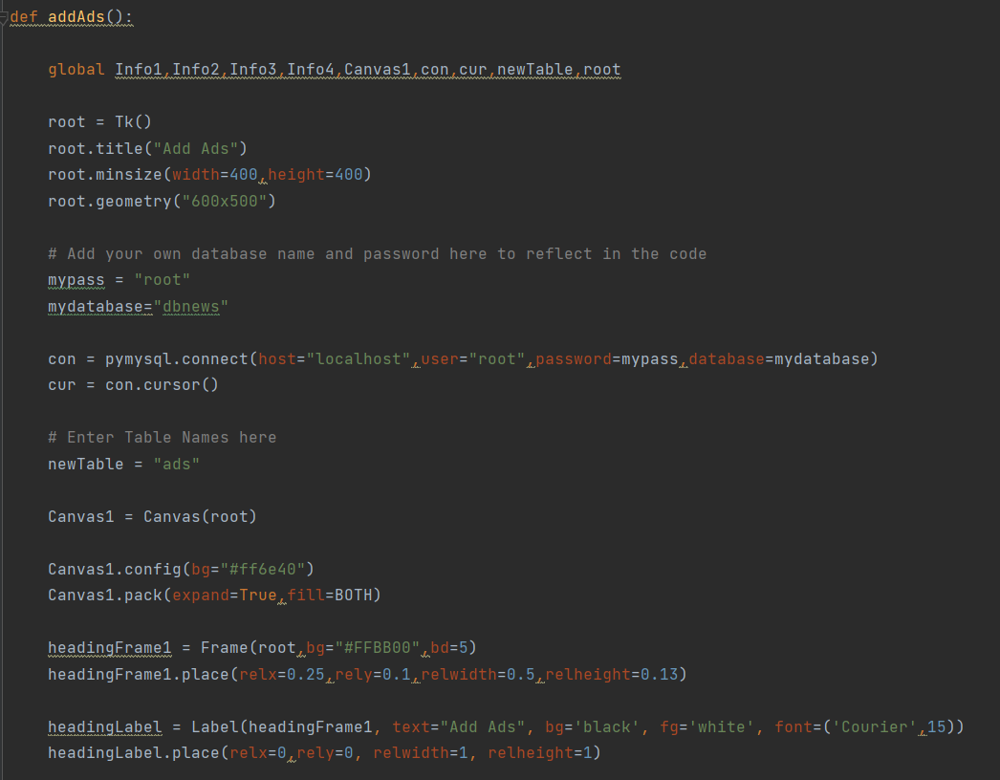 def addAds():
global Info1,Info2,Info3,Info4,Canvas1,con,cur,newTable,root
root = Tk()
root.title("Add Ads")
root.minsize(width=400,height=400)
root.geometry("600x500")
# Add your own database name and password here to reflect in the code
mypass = "root"
mydatabase="dbnews"
con = pymysql.connect(host="localhost",user="root",password=mypass,database=mydatabase)
cur = con.cursor()
# Enter Table Names here
newTable = "ads"
Canvas1 = Canvas(root)
Canvas1.config(bg="#ff6e40")
Canvas1.pack(expand=True,fill=BOTH)
headingFrame1 = Frame(root,bg="#FFBB00",bd=5)
headingFrame1.place(relx=0.25,rely=0.1,relwidth=0.5,relheight=0.13)
headingLabel = Label(headingFrame1, text="Add Ads", bg='black', fg='white', font=('Courier',15))
headingLabel.place(relx=0,rely=0, relwidth=1, relheight=1)